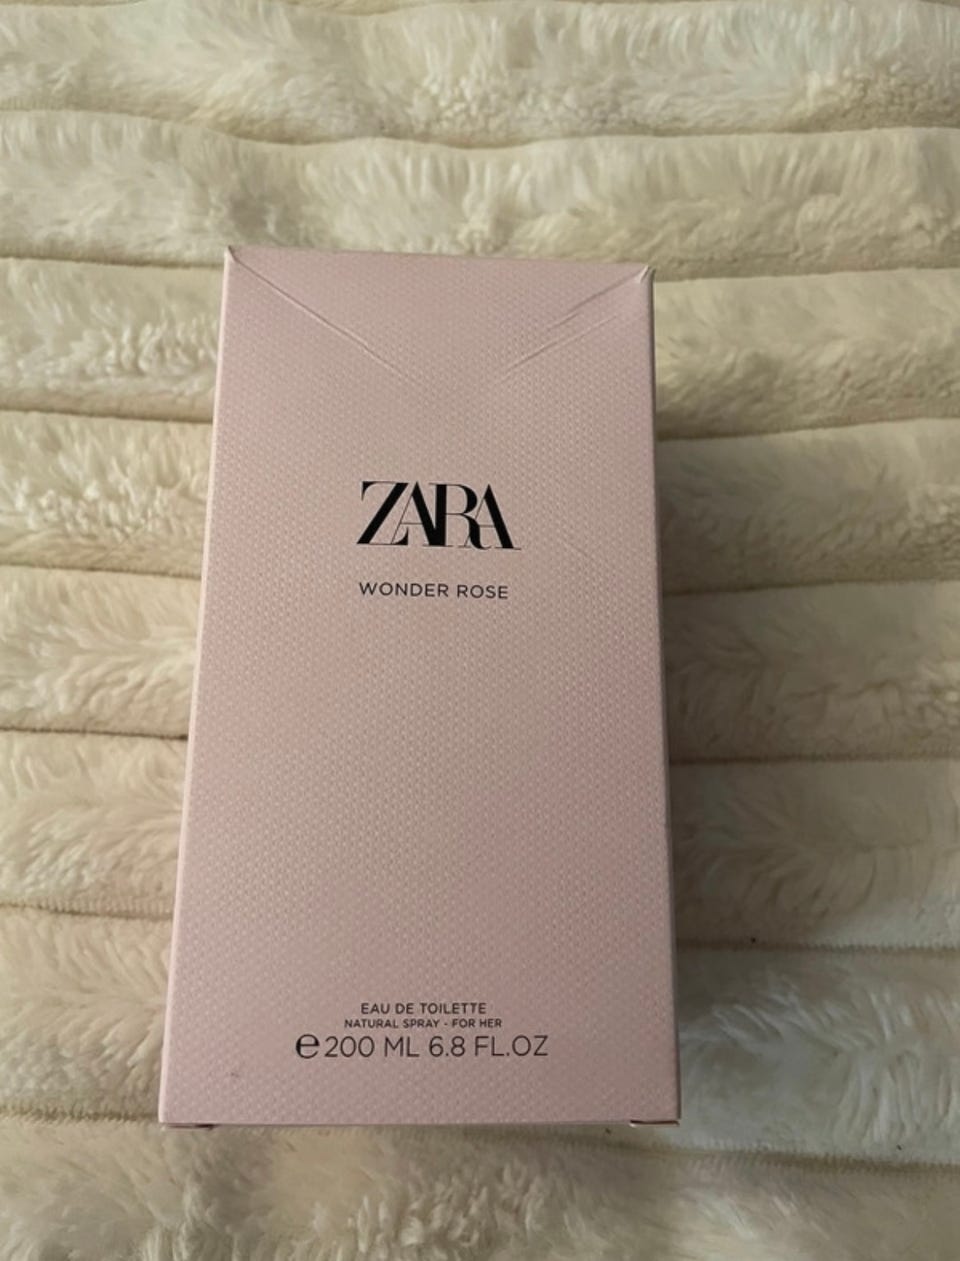 ZARA
WONDER ROSE
EAU DE TOILETTE
NATURAL SPRAY - FOR HER
℮ 200 ML 6.8 FL.OZ